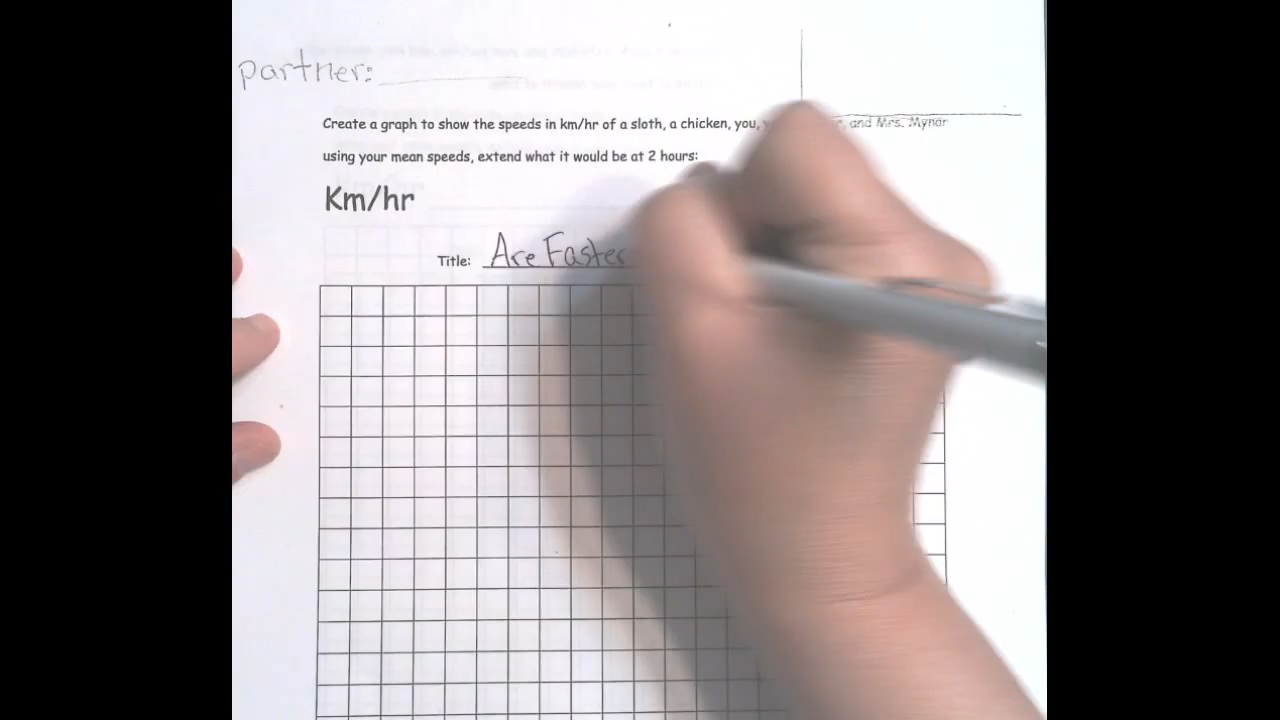 partner:
Create a graph to show the speeds in km/hr of a sloth, a chicken, you, and Mrs. Mynar
using your mean speeds, extend what it would be at 2 hours:
Km/hr
Title: Are Faster